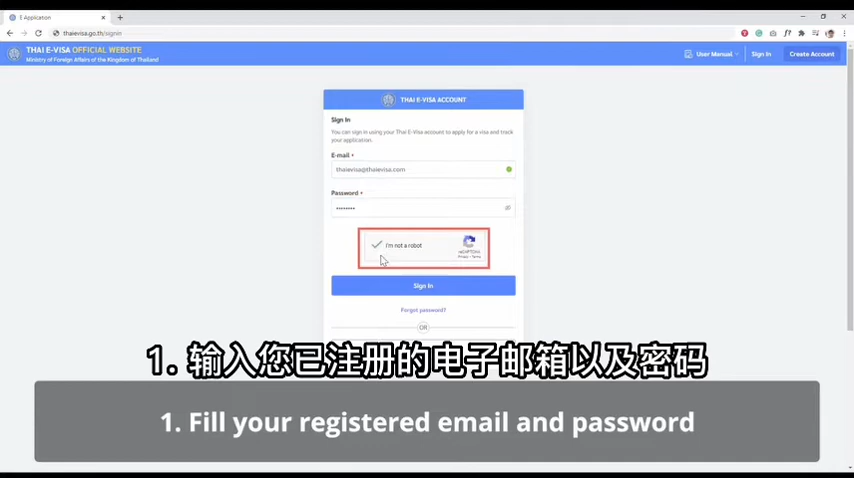 E Application
thaievisa.go.th/signin
THAI E-VISA OFFICIAL WEBSITE
Ministry of Foreign Affairs of the Kingdom of Thailand
User Manual
Sign In
Create Account
THAI E-VISA ACCOUNT
Sign In
You can sign in using your Thai E-Visa account to apply for a visa and track
your application.
E-mail *
thaievisa@thaievisa.com
Password *
••••••••
I'm not a robot
reCAPTCHA
Privacy - Terms
Sign In
Forgot password?
OR
1. 输入您已注册的电子邮箱以及密码
1. Fill your registered email and password